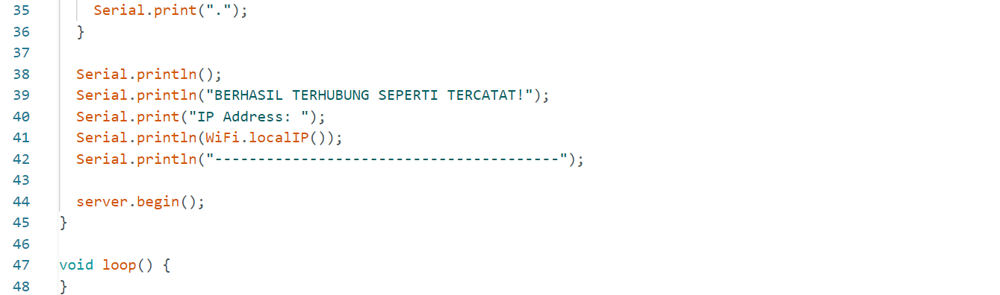 35 Serial.print(".");
36 }
37
38 Serial.println();
39 Serial.println("BERHASIL TERHUBUNG SEPERTI TERCATAT!");
40 Serial.print("IP Address: ");
41 Serial.println(WiFi.localIP());
42 Serial.println("----------------------------------------");
43
44 server.begin();
45 }
46
47 void loop() {
48 }